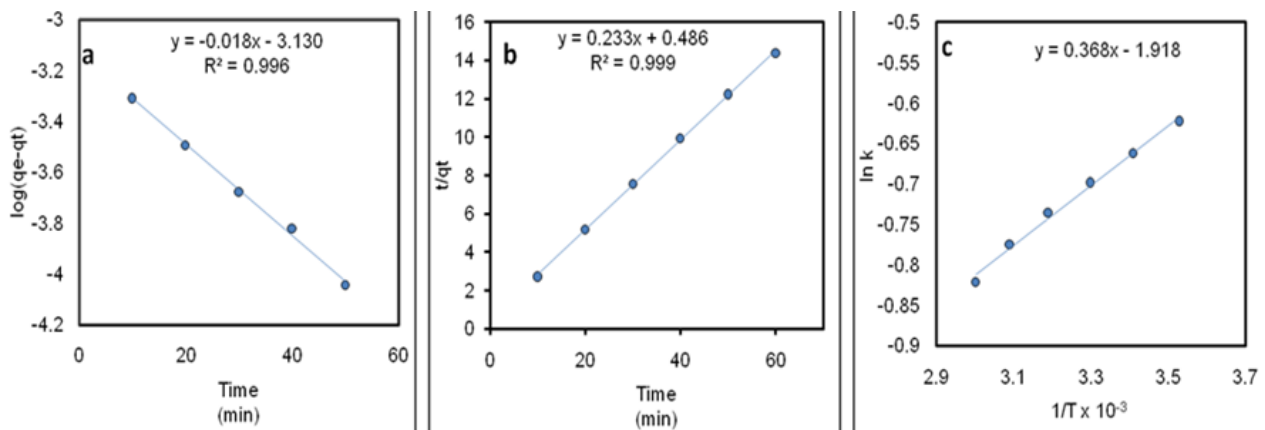 a
y = -0.018x - 3.130
R² = 0.996
-3
-3.2
-3.4
-3.6
-3.8
-4
-4.2
log(qe-qt)
0 20 40 60
Time
(min)
b
y = 0.233x + 0.486
R² = 0.999
16
14
12
10
8
6
4
2
0
t/qt
0 20 40 60
Time
(min)
c
y = 0.368x - 1.918
-0.5
-0.55
-0.6
-0.65
-0.7
-0.75
-0.8
-0.85
-0.9
ln k
2.9 3.1 3.3 3.5 3.7
1/T x 10⁻³